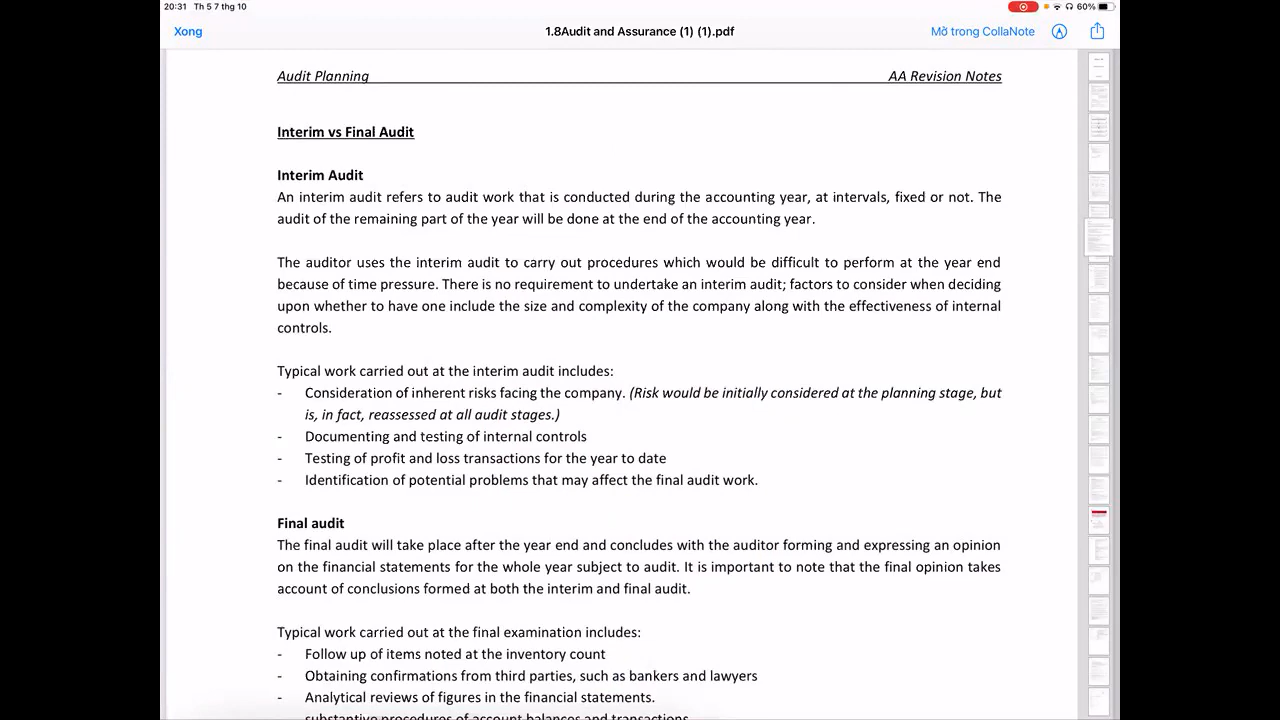 20:31 Th 5 7 thg 10 60%
Xong 1.8Audit and Assurance (1) (1).pdf Mở trong CollaNote
Audit Planning AA Revision Notes
Interim vs Final Audit
Interim Audit
An interim audit refers to audit work that is conducted during the accounting year, at intervals, fixed or not. The
audit of the remaining part of the year will be done at the end of the accounting year.
The auditor uses the interim audit to carry out procedures which would be difficult to perform at the year end
because of time pressure. There is no requirement to undertake an interim audit; factors to consider when deciding
upon whether to have one include the size and complexity of the company along with the effectiveness of internal
controls.
Typical work carried out at the interim audit includes:
- Consideration of inherent risks facing the company. (Risk would be initially considered at the planning stage, but
is, in fact, reassessed at all audit stages.)
- Documenting and testing of internal controls
- Testing of profit and loss transactions for the year to date
- Identification of potential problems that may affect the final audit work.
Final audit
The final audit will take place after the year end and concludes with the auditor forming and expressing an opinion
on the financial statements for the whole year subject to audit. It is important to note that the final opinion takes
account of conclusions formed at both the interim and final audit.
Typical work carried out at the final examination includes:
- Follow up of items noted at the inventory count
- Obtaining confirmations from third parties, such as bankers and lawyers
- Analytical reviews of figures in the financial statements
- substantive procedures of account balances and transactions